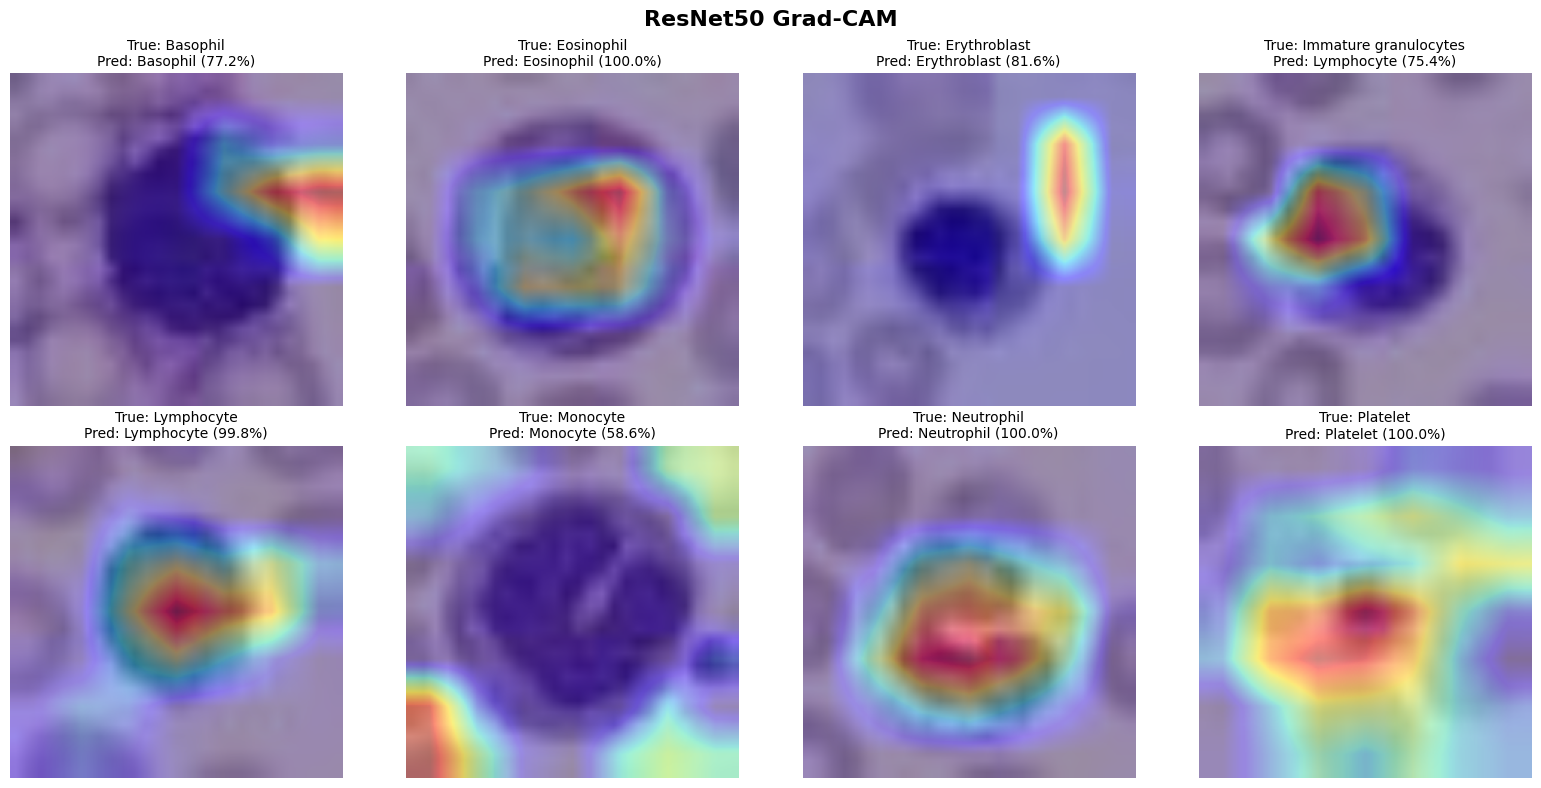 ResNet50 Grad-CAM
True: Basophil
Pred: Basophil (77.2%)
True: Eosinophil
Pred: Eosinophil (100.0%)
True: Erythroblast
Pred: Erythroblast (81.6%)
True: Immature granulocytes
Pred: Lymphocyte (75.4%)
True: Lymphocyte
Pred: Lymphocyte (99.8%)
True: Monocyte
Pred: Monocyte (58.6%)
True: Neutrophil
Pred: Neutrophil (100.0%)
True: Platelet
Pred: Platelet (100.0%)